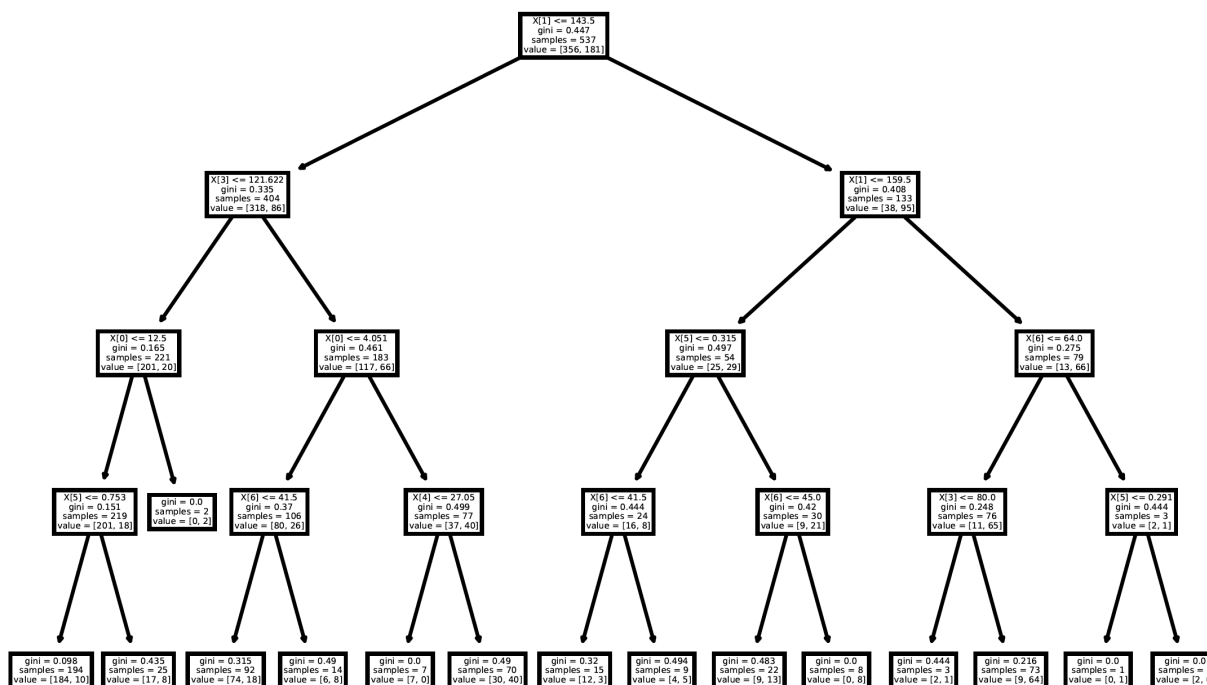 X[1] <= 143.5
gini = 0.447
samples = 537
value = [356, 181]
X[3] <= 121.622
gini = 0.335
samples = 404
value = [318, 86]
X[1] <= 159.5
gini = 0.408
samples = 133
value = [38, 95]
X[0] <= 12.5
gini = 0.165
samples = 221
value = [201, 20]
X[0] <= 4.051
gini = 0.461
samples = 183
value = [117, 66]
X[5] <= 0.315
gini = 0.497
samples = 54
value = [25, 29]
X[6] <= 64.0
gini = 0.275
samples = 79
value = [13, 66]
X[5] <= 0.753
gini = 0.151
samples = 219
value = [201, 18]
gini = 0.0
samples = 2
value = [0, 2]
X[6] <= 41.5
gini = 0.37
samples = 106
value = [80, 26]
X[4] <= 27.05
gini = 0.499
samples = 77
value = [37, 40]
X[6] <= 41.5
gini = 0.444
samples = 24
value = [16, 8]
X[6] <= 45.0
gini = 0.42
samples = 30
value = [9, 21]
X[3] <= 80.0
gini = 0.248
samples = 76
value = [11, 65]
X[5] <= 0.291
gini = 0.444
samples = 3
value = [2, 1]
gini = 0.098
samples = 194
value = [184, 10]
gini = 0.435
samples = 25
value = [17, 8]
gini = 0.315
samples = 92
value = [74, 18]
gini = 0.49
samples = 14
value = [6, 8]
gini = 0.0
samples = 7
value = [7, 0]
gini = 0.49
samples = 70
value = [30, 40]
gini = 0.32
samples = 15
value = [12, 3]
gini = 0.494
samples = 9
value = [4, 5]
gini = 0.483
samples = 22
value = [9, 13]
gini = 0.0
samples = 8
value = [0, 8]
gini = 0.444
samples = 3
value = [2, 1]
gini = 0.216
samples = 73
value = [9, 64]
gini = 0.0
samples = 1
value = [0, 1]
gini = 0.0
samples =
value = [2,